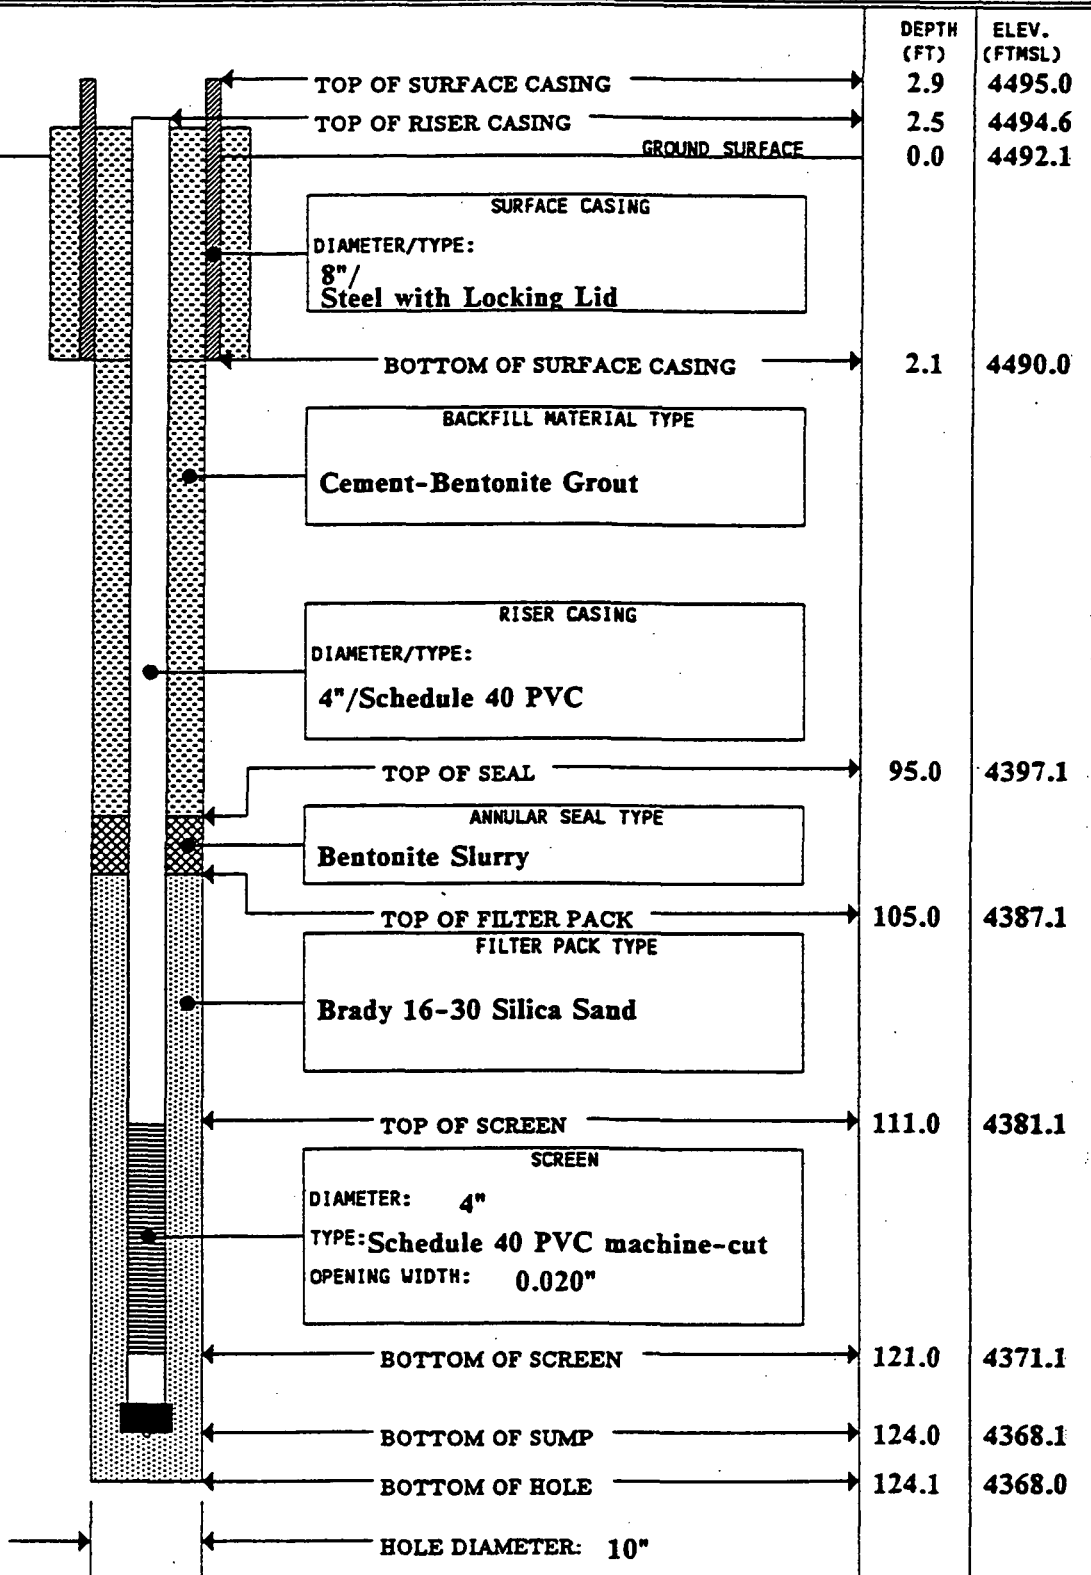 DEPTH ELEV.
(FT) (FTMSL)
TOP OF SURFACE CASING 2.9 4495.0
TOP OF RISER CASING 2.5 4494.6
GROUND SURFACE 0.0 4492.1
SURFACE CASING
DIAMETER/TYPE:
8"/
Steel with Locking Lid
BOTTOM OF SURFACE CASING 2.1 4490.0
BACKFILL MATERIAL TYPE
Cement-Bentonite Grout
RISER CASING
DIAMETER/TYPE:
4"/Schedule 40 PVC
TOP OF SEAL 95.0 4397.1
ANNULAR SEAL TYPE
Bentonite Slurry
TOP OF FILTER PACK 105.0 4387.1
FILTER PACK TYPE
Brady 16-30 Silica Sand
TOP OF SCREEN 111.0 4381.1
SCREEN
DIAMETER: 4"
TYPE: Schedule 40 PVC machine-cut
OPENING WIDTH: 0.020"
BOTTOM OF SCREEN 121.0 4371.1
BOTTOM OF SUMP 124.0 4368.1
BOTTOM OF HOLE 124.1 4368.0
HOLE DIAMETER: 10"